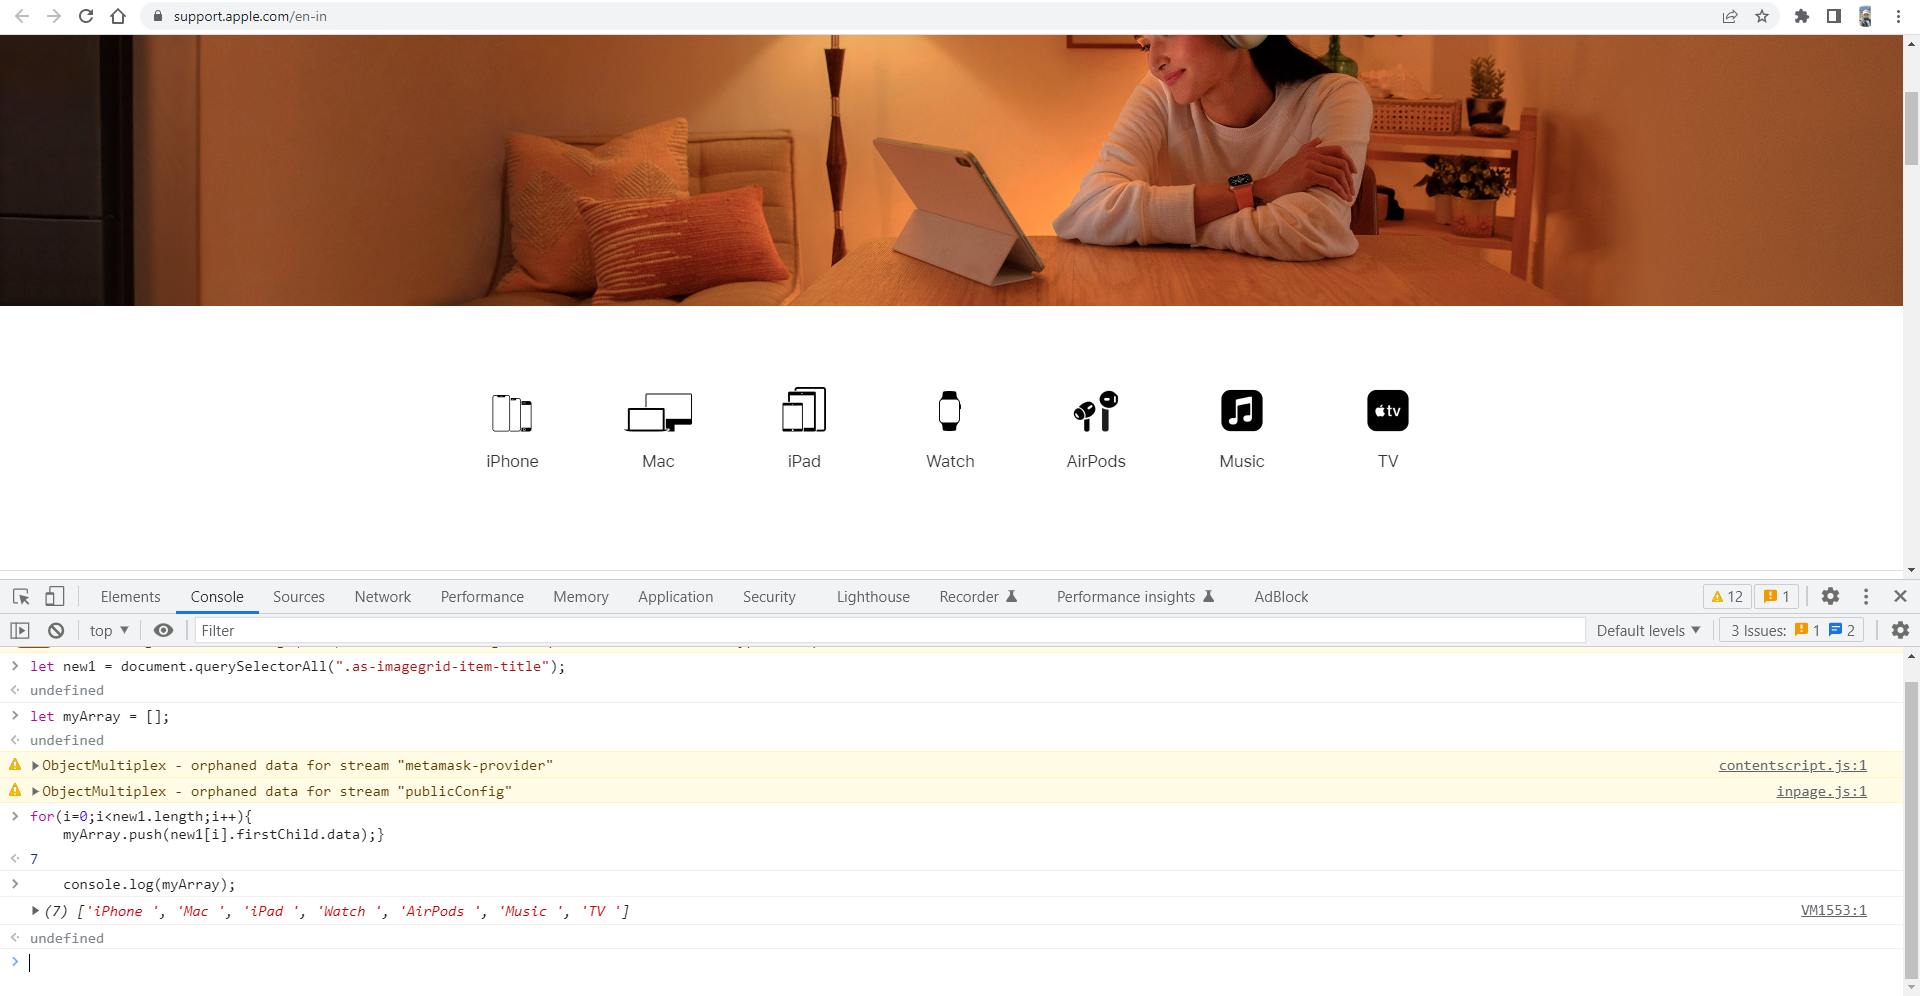 support.apple.com/en-in
tv
iPhone
Mac
iPad
Watch
AirPods
Music
TV
Elements
Console
Sources
Network
Performance
Memory
Application
Security
Lighthouse
Recorder
Performance insights
AdBlock
12
1
top
Filter
Default levels
3 Issues: 1 2
let new1 = document.querySelectorAll(".as-imagegrid-item-title");
undefined
let myArray = [];
undefined
ObjectMultiplex - orphaned data for stream "metamask-provider" contentscript.js:1
ObjectMultiplex - orphaned data for stream "publicConfig" inpage.js:1
for(i=0;i<new1.length;i++){
myArray.push(new1[i].firstChild.data);}
7
console.log(myArray);
(7) ['iPhone ', 'Mac ', 'iPad ', 'Watch ', 'AirPods ', 'Music ', 'TV '] VM1553:1
undefined